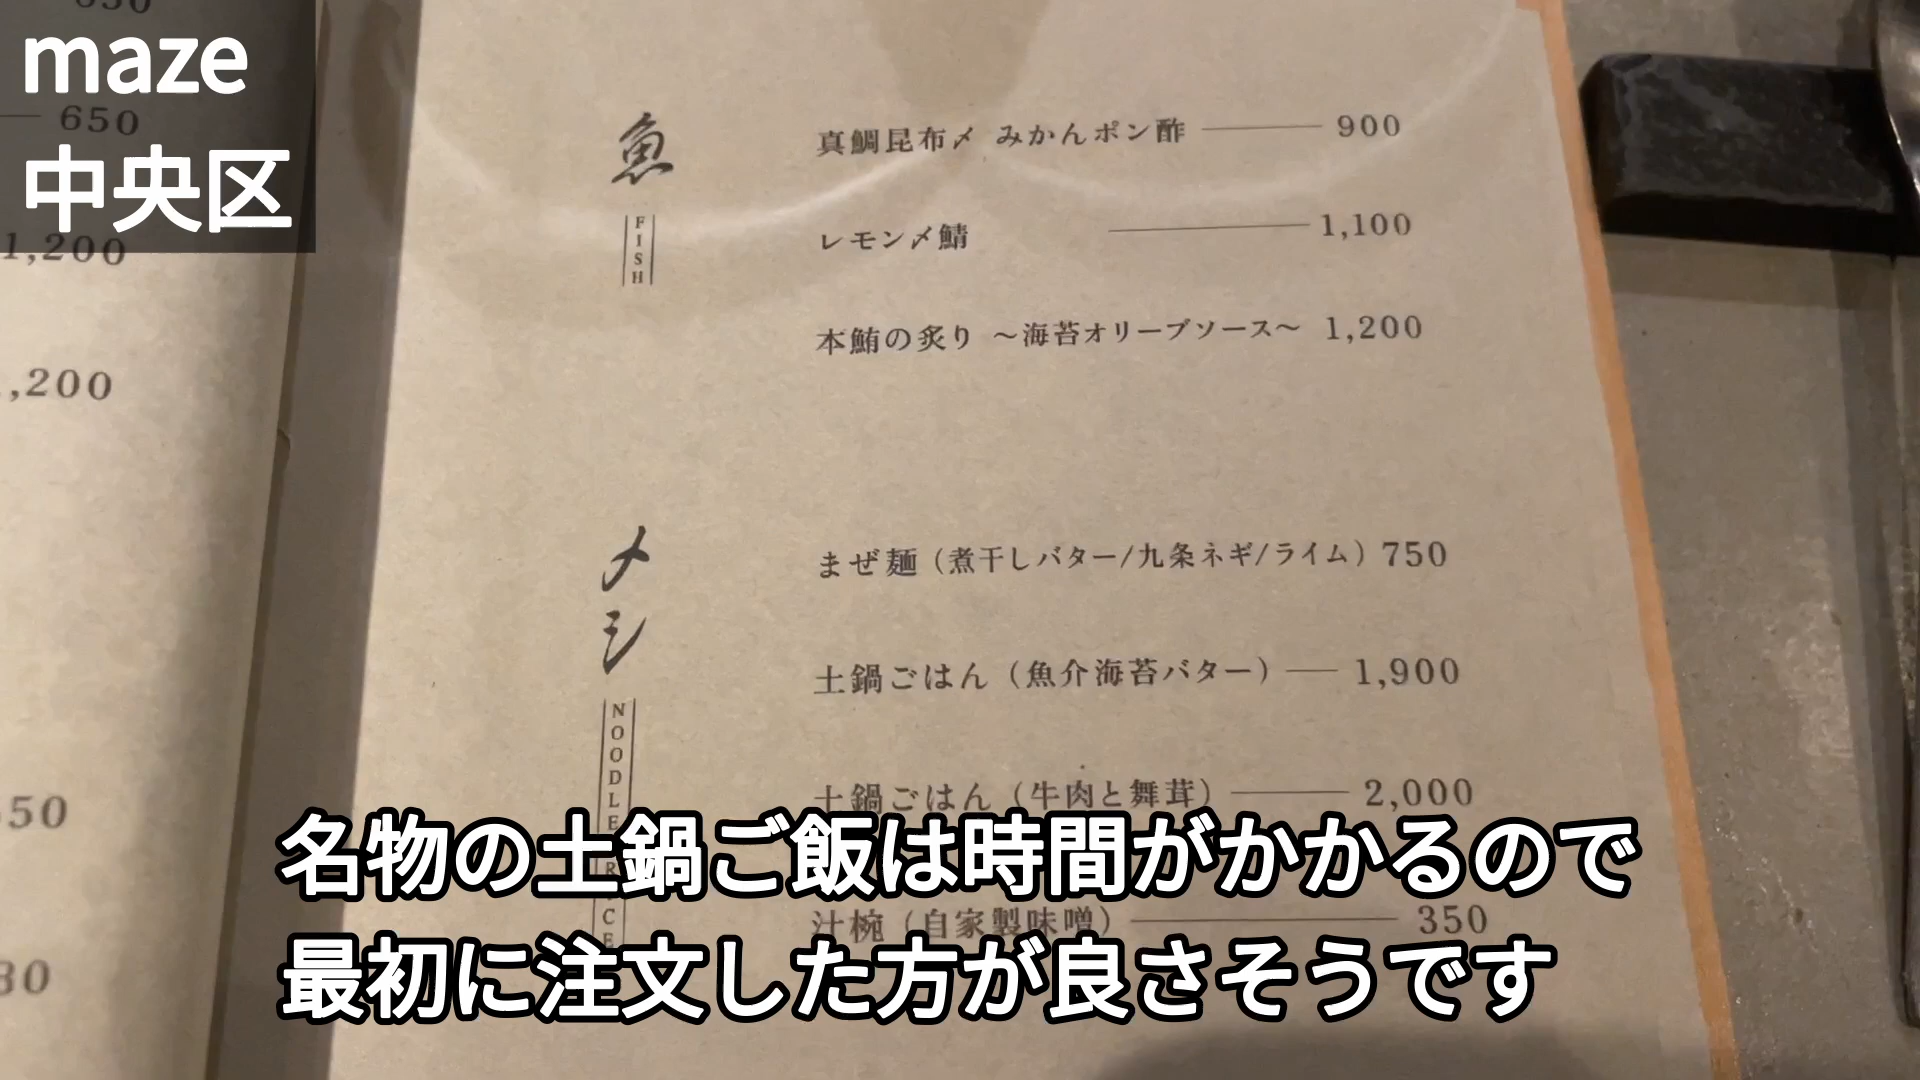 maze
中央区
650
1,200
,200
50
80
魚
FISH
真鯛昆布〆 みかんポン酢 900
レモン〆鯖 1,100
本鮪の炙り ～海苔オリーブソース～ 1,200
〆シ
NOODLE RICE
まぜ麺（煮干しバター/九条ネギ/ライム）750
土鍋ごはん（魚介海苔バター） 1,900
土鍋ごはん（牛肉と舞茸） 2,000
汁椀（自家製味噌） 350
名物の土鍋ご飯は時間がかかるので
最初に注文した方が良さそうです